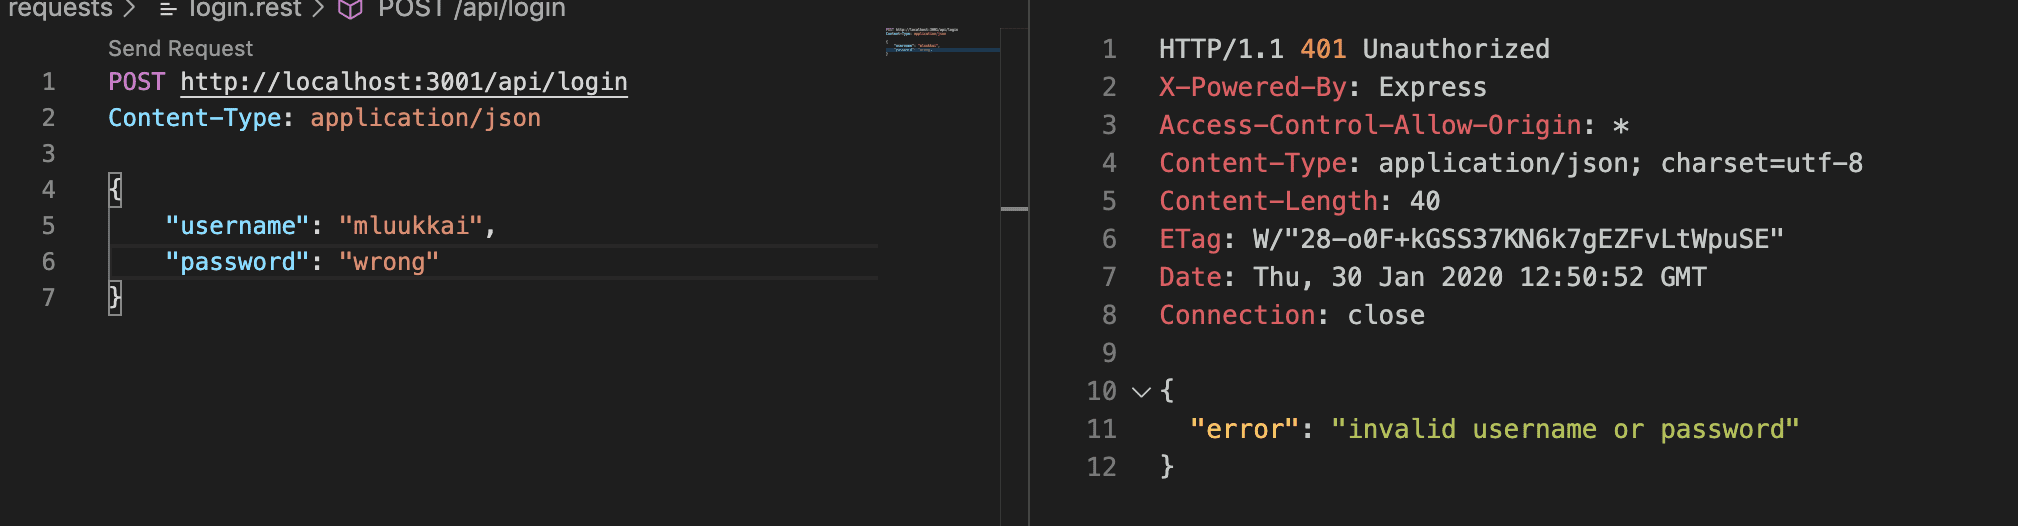 requests > login.rest > POST /api/login
Send Request
1 POST http://localhost:3001/api/login
2 Content-Type: application/json
3
4 {
5 "username": "mluukkai",
6 "password": "wrong"
7 }
1 HTTP/1.1 401 Unauthorized
2 X-Powered-By: Express
3 Access-Control-Allow-Origin: *
4 Content-Type: application/json; charset=utf-8
5 Content-Length: 40
6 ETag: W/"28-o0F+kGSS37KN6k7gEZFvLtWpuSE"
7 Date: Thu, 30 Jan 2020 12:50:52 GMT
8 Connection: close
9
10 {
11 "error": "invalid username or password"
12 }